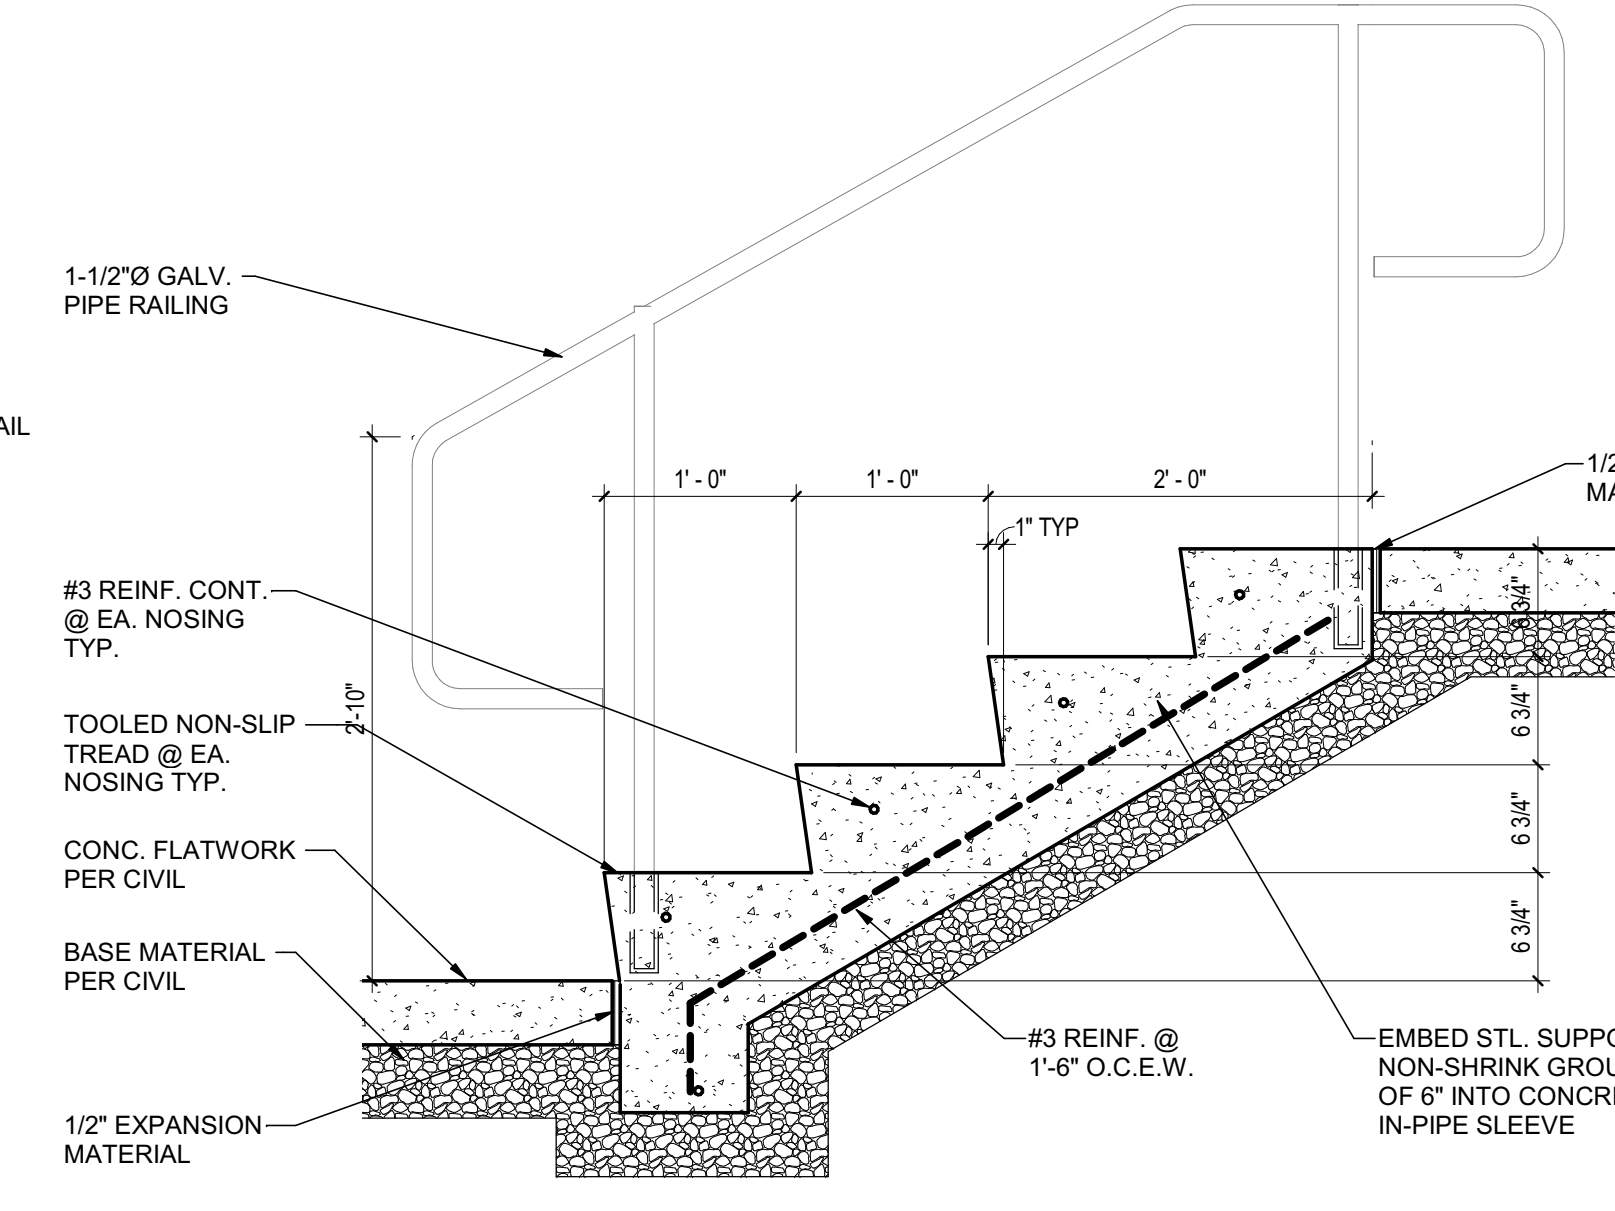 1-1/2"Ø GALV.
PIPE RAILING
AIL
1' - 0"
1' - 0"
2' - 0"
1" TYP
1/2
MA
#3 REINF. CONT.
@ EA. NOSING
TYP.
2'-10"
TOOLED NON-SLIP
TREAD @ EA.
NOSING TYP.
CONC. FLATWORK
PER CIVIL
BASE MATERIAL
PER CIVIL
1/2" EXPANSION
MATERIAL
6 3/4"
6 3/4"
6 3/4"
6 3/4"
#3 REINF. @
1'-6" O.C.E.W.
EMBED STL. SUPPO
NON-SHRINK GROU
OF 6" INTO CONCRE
IN-PIPE SLEEVE